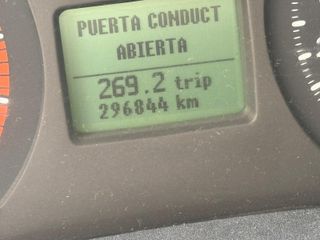 PUERTA CONDUCT
ABIERTA
269.2 trip
296844 km